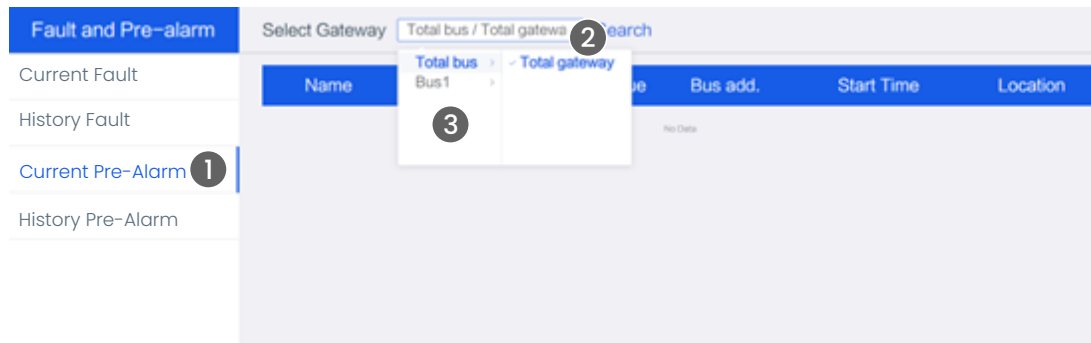 Fault and Pre-alarm
Current Fault
History Fault
Current Pre-Alarm 1
History Pre-Alarm
Select Gateway Total bus / Total gatewa 2 earch
Total bus › ✓ Total gateway
Bus1 ›
3
Name ue Bus add. Start Time Location
No Data